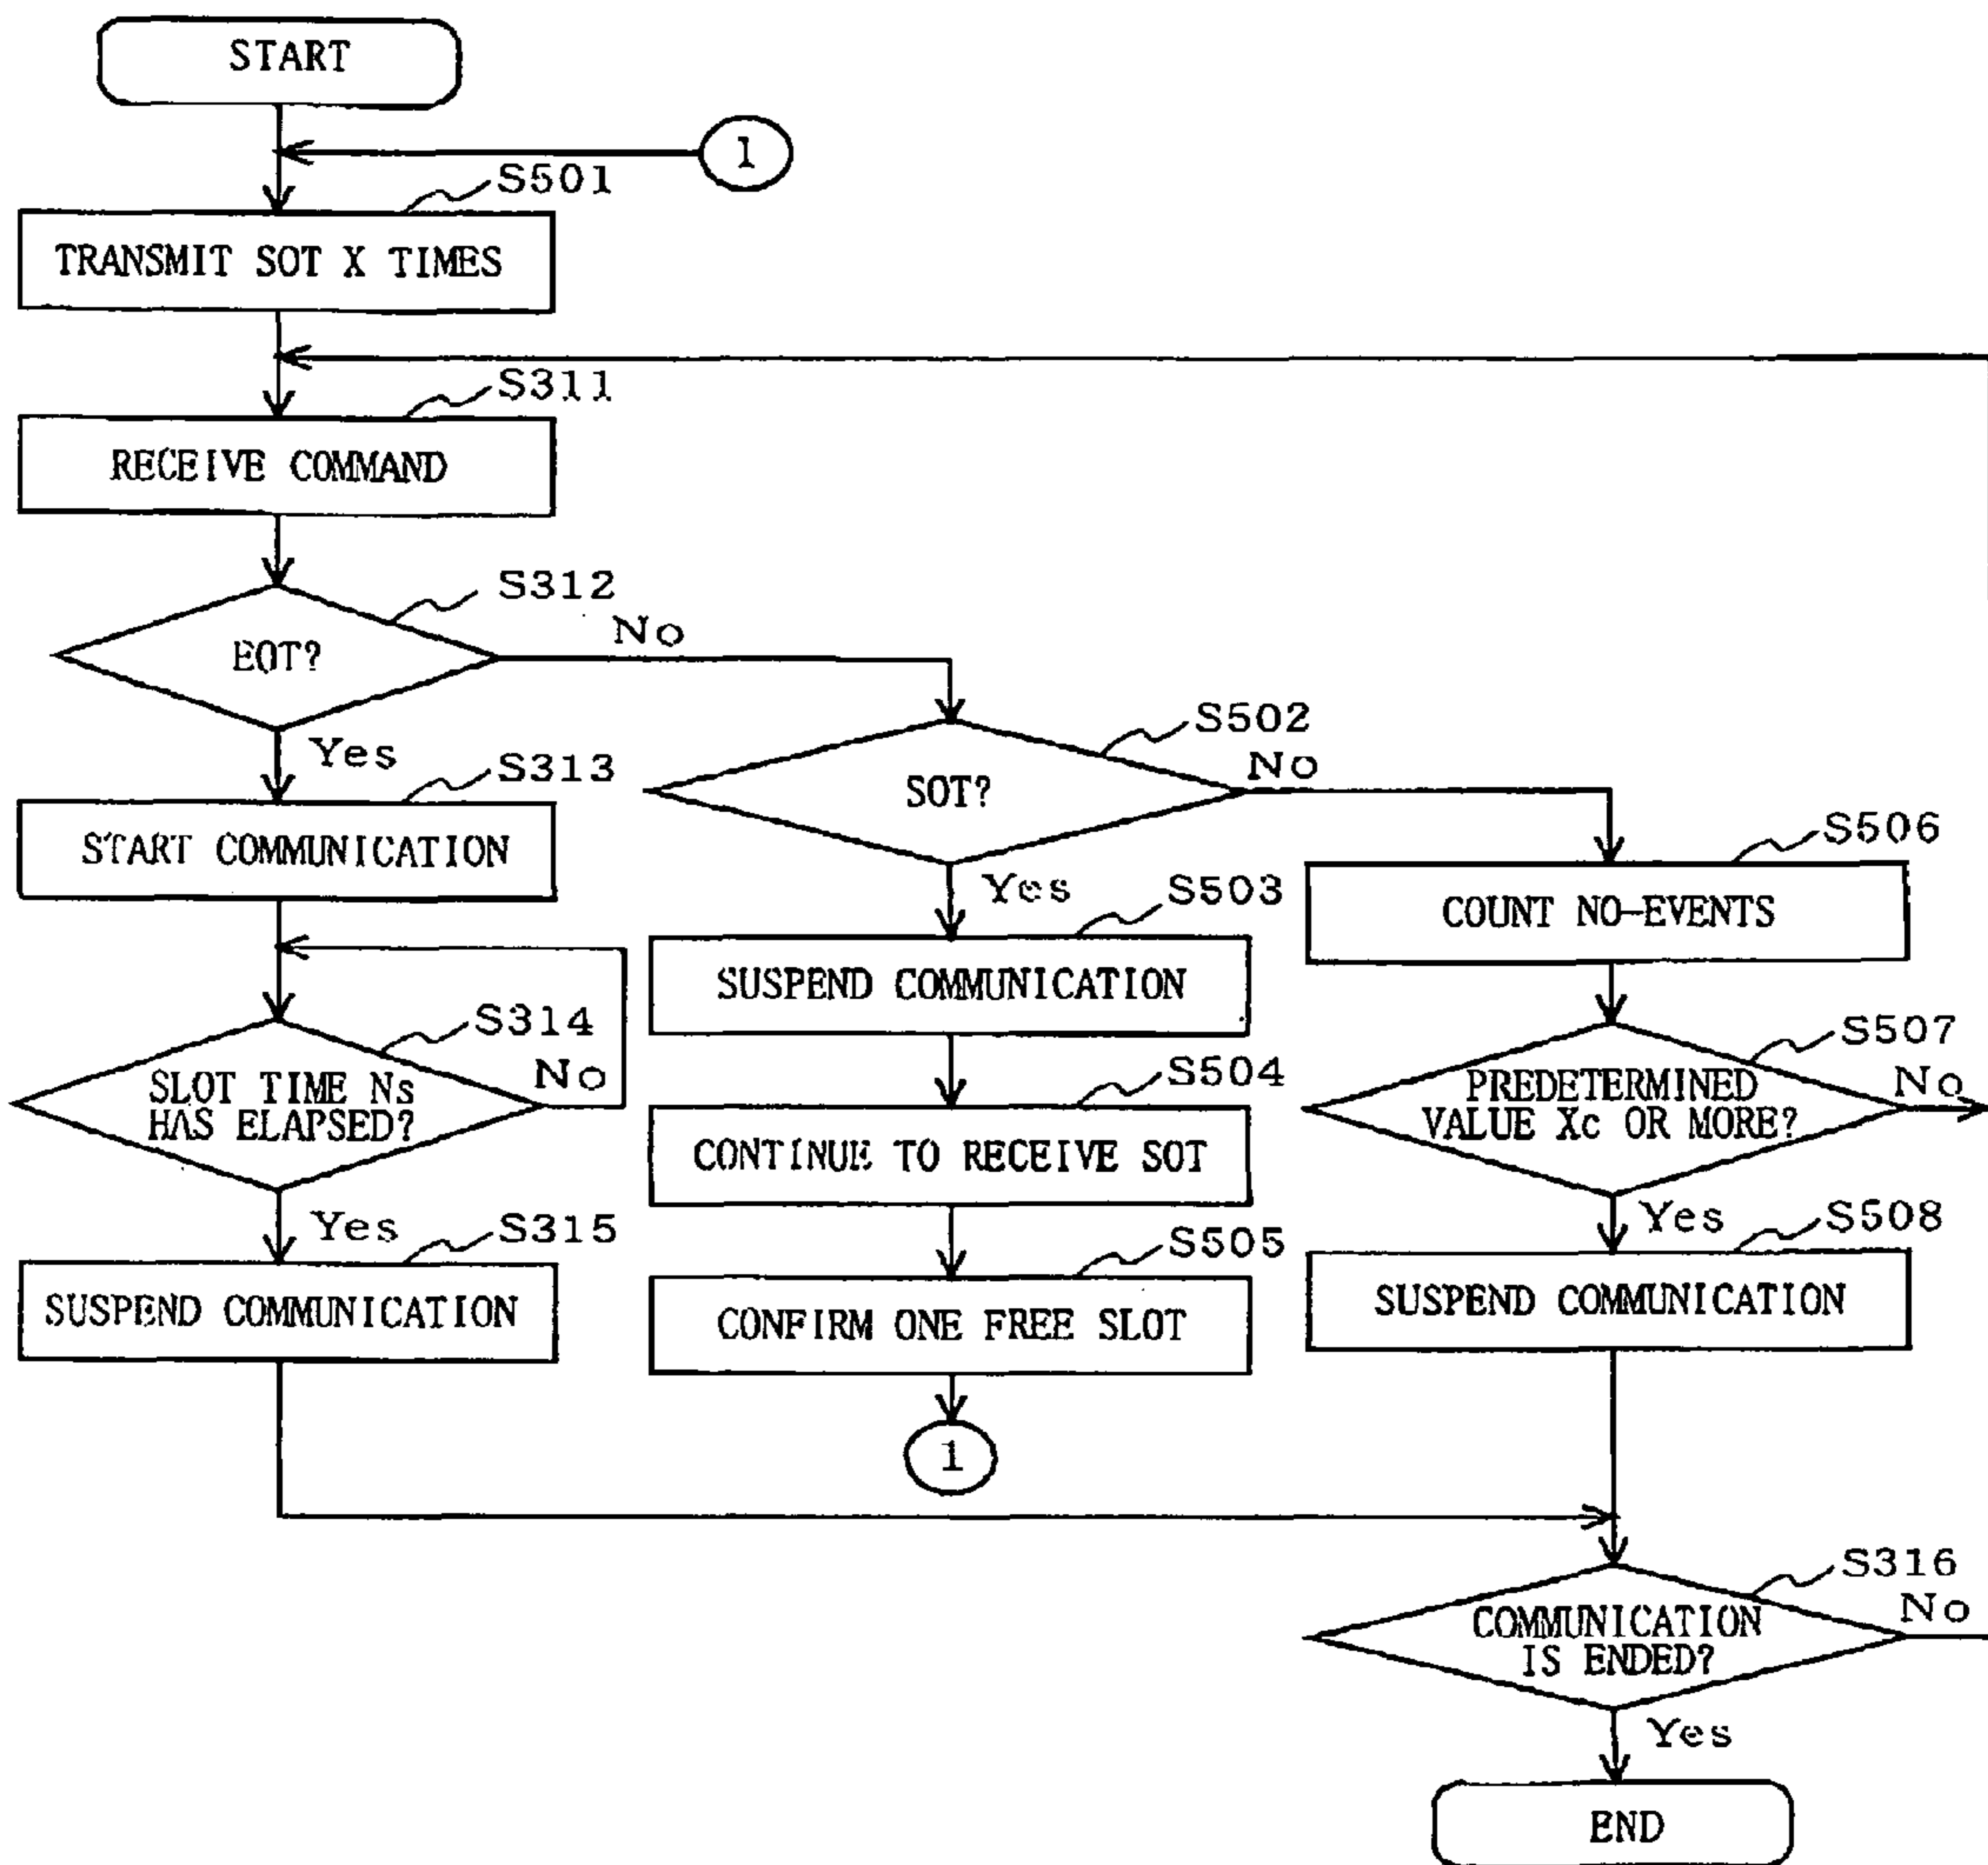 START
1
S501
TRANSMIT SOT X TIMES
S311
RECEIVE COMMAND
S312
EOT?
No
Yes
S502
SOT?
No
Yes
S313
START COMMUNICATION
S314
SLOT TIME Ns
HAS ELAPSED?
No
Yes
S315
SUSPEND COMMUNICATION
S503
SUSPEND COMMUNICATION
S504
CONTINUE TO RECEIVE SOT
S505
CONFIRM ONE FREE SLOT
1
S506
COUNT NO-EVENTS
S507
PREDETERMINED
VALUE Xc OR MORE?
No
Yes
S508
SUSPEND COMMUNICATION
S316
COMMUNICATION
IS ENDED?
No
Yes
END